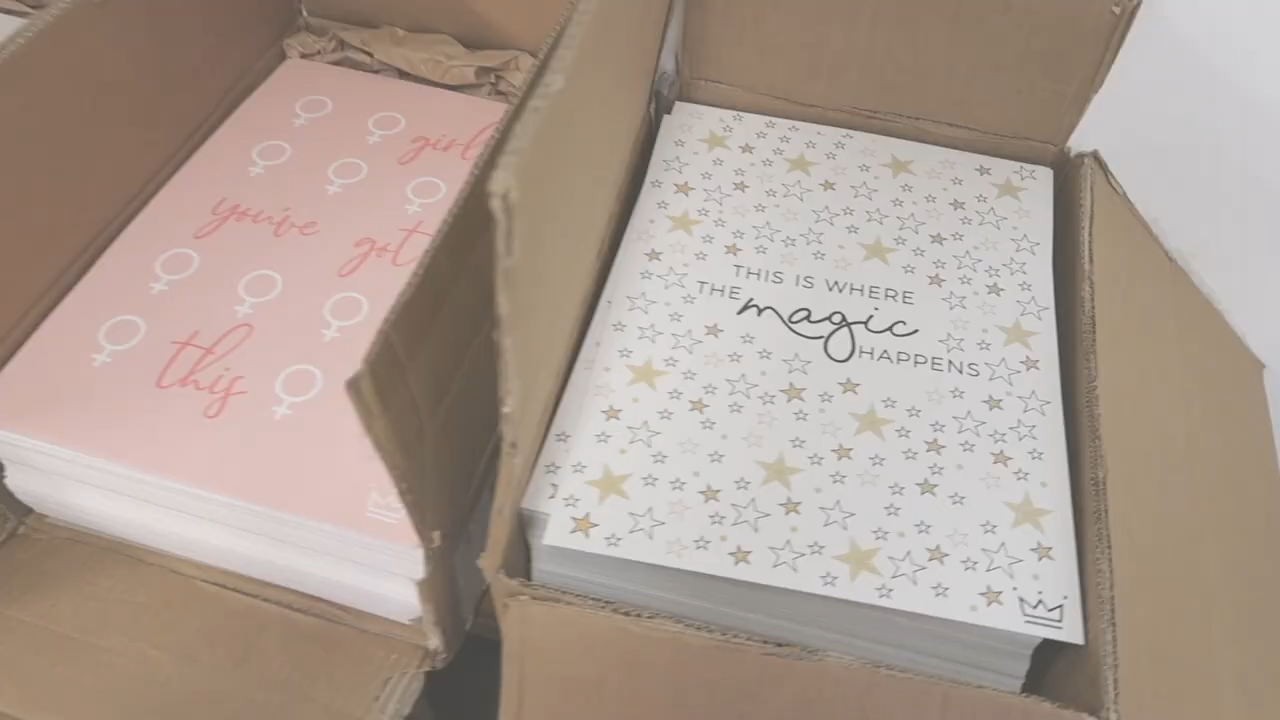 girl
you've got
this
THIS IS WHERE
THE magic
HAPPENS